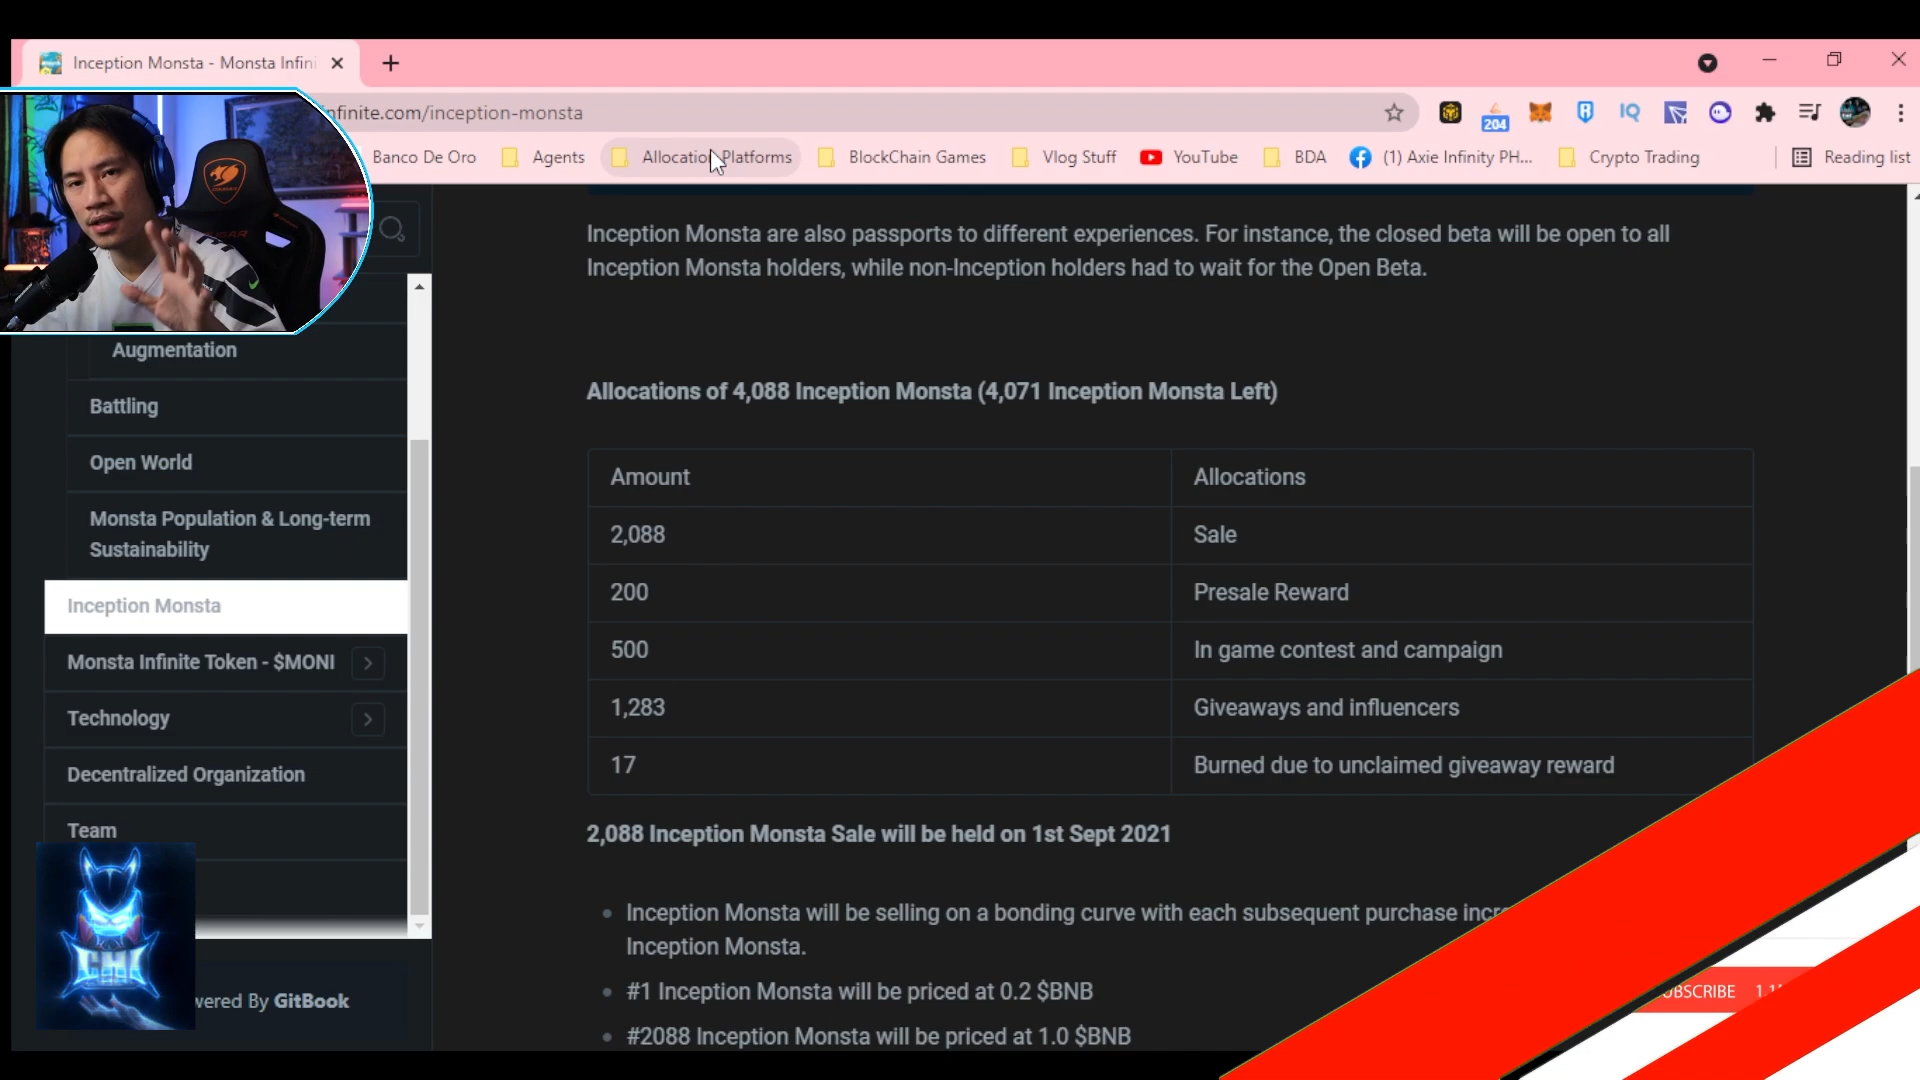 Inception Monsta - Monsta Infini
nfinite.com/inception-monsta
204
IQ
Banco De Oro
Agents
Allocation Platforms
BlockChain Games
Vlog Stuff
YouTube
BDA
(1) Axie Infinity PH...
Crypto Trading
Reading list
Inception Monsta are also passports to different experiences. For instance, the closed beta will be open to all
Inception Monsta holders, while non-Inception holders had to wait for the Open Beta.
Augmentation
Battling
Open World
Monsta Population & Long-term
Sustainability
Inception Monsta
Monsta Infinite Token - $MONI
Technology
Decentralized Organization
Team
wered By GitBook
CHI
COUGAR
Allocations of 4,088 Inception Monsta (4,071 Inception Monsta Left)
Amount
Allocations
2,088
Sale
200
Presale Reward
500
In game contest and campaign
1,283
Giveaways and influencers
17
Burned due to unclaimed giveaway reward
2,088 Inception Monsta Sale will be held on 1st Sept 2021
Inception Monsta will be selling on a bonding curve with each subsequent purchase incr
Inception Monsta.
#1 Inception Monsta will be priced at 0.2 $BNB
#2088 Inception Monsta will be priced at 1.0 $BNB
UBSCRIBE 1.1